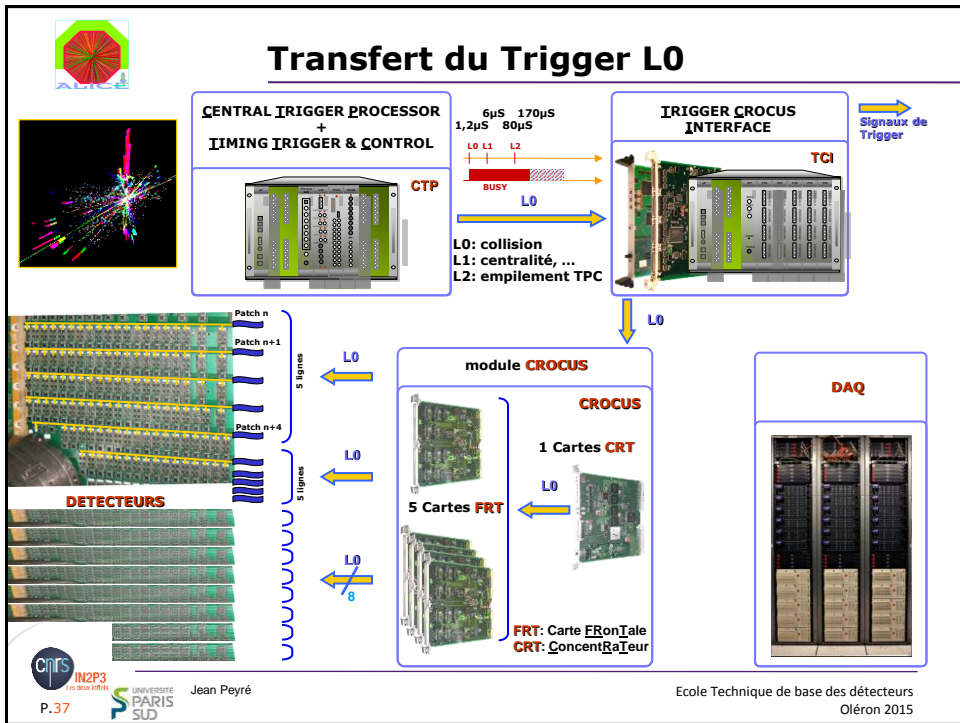 Transfert du Trigger L0
ALICE
CENTRAL TRIGGER PROCESSOR
+
TIMING TRIGGER & CONTROL
CTP
6µS 170µS
1,2µS 80µS
L0 L1 L2
BUSY
L0
L0: collision
L1: centralité, ...
L2: empilement TPC
TRIGGER CROCUS
INTERFACE
TCI
Signaux de
Trigger
L0
Patch n
Patch n+1
Patch n+4
5 lignes
L0
5 lignes
L0
DETECTEURS
L0
8
module CROCUS
CROCUS
1 Cartes CRT
L0
5 Cartes FRT
FRT: Carte FRonTale
CRT: ConcentRaTeur
DAQ
cnrs
IN2P3
Les deux infinis
P.37
UNIVERSITE
PARIS
SUD
Jean Peyré
Ecole Technique de base des détecteurs
Oléron 2015